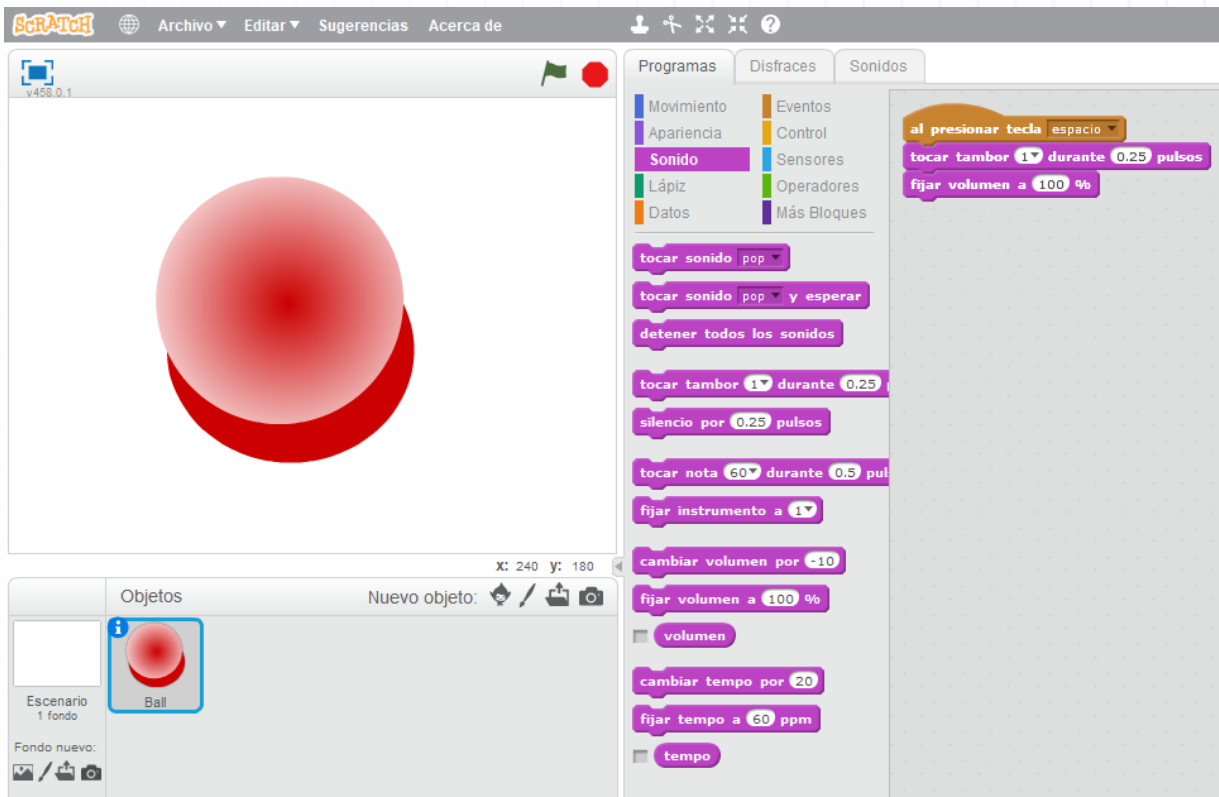 SCRATCH Archivo Editar Sugerencias Acerca de
v458.0.1
X: 240 y: 180
Objetos Nuevo objeto:
Escenario
1 fondo
Ball
Fondo nuevo:
Programas Disfraces Sonidos
Movimiento Eventos
Apariencia Control
Sonido Sensores
Lápiz Operadores
Datos Más Bloques
tocar sonido pop
tocar sonido pop y esperar
detener todos los sonidos
tocar tambor 1 durante 0.25 p
silencio por 0.25 pulsos
tocar nota 60 durante 0.5 pul
fijar instrumento a 1
cambiar volumen por -10
fijar volumen a 100 %
volumen
cambiar tempo por 20
fijar tempo a 60 ppm
tempo
al presionar tecla espacio
tocar tambor 1 durante 0.25 pulsos
fijar volumen a 100 %